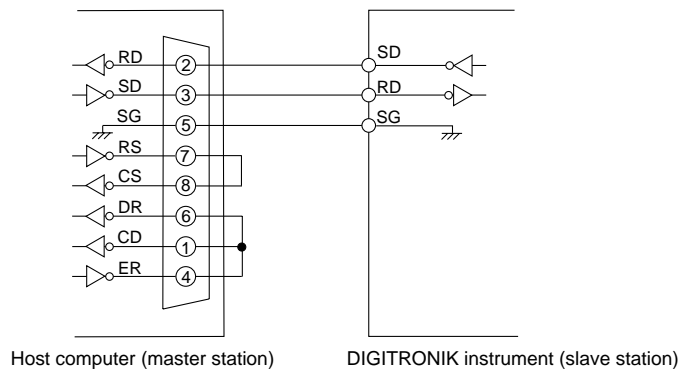 RD ② SD
SD ③ RD
SG ⑤ SG
RS ⑦
CS ⑧
DR ⑥
CD ①
ER ④
Host computer (master station) DIGITRONIK instrument (slave station)